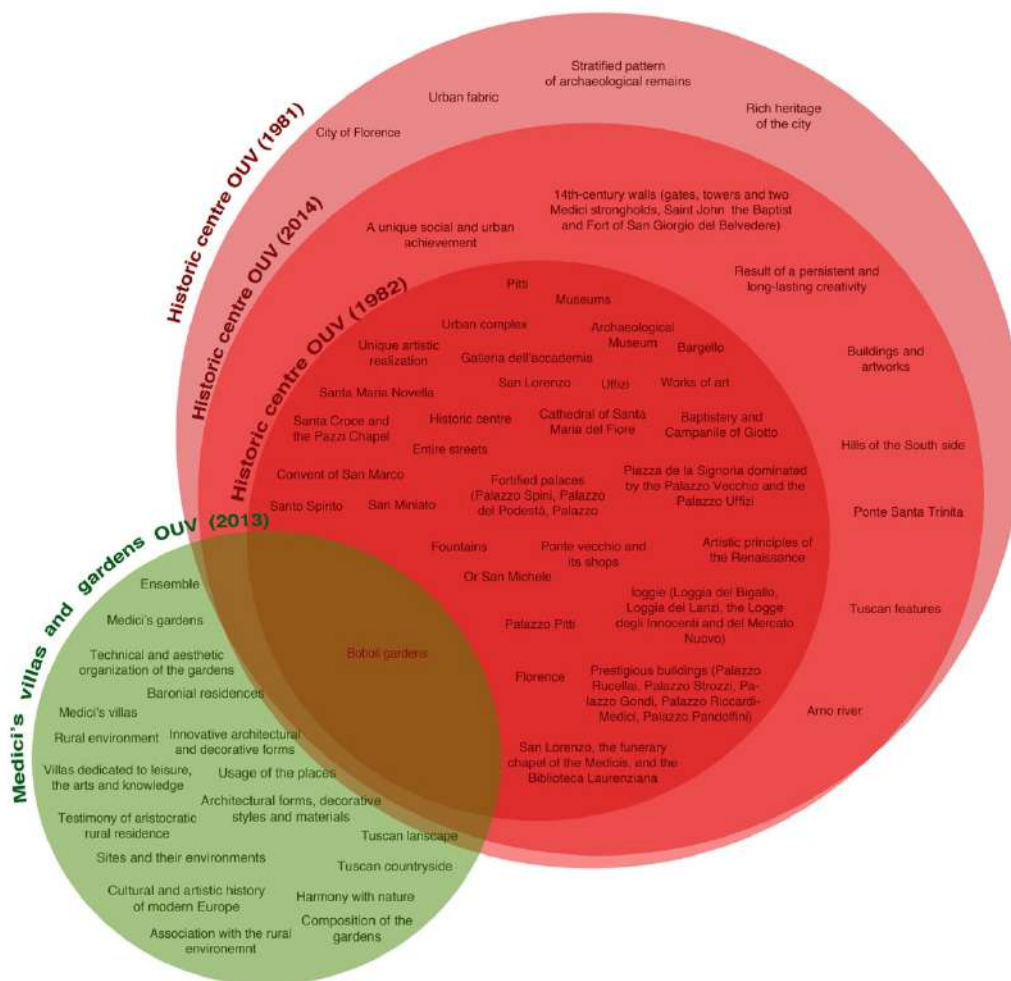 Historic centre OUV (1981)
Historic centre OUV (2014)
Historic centre OUV (1982)
Medici's villas and gardens OUV (2013)
Stratified pattern
of archaeological remains
Urban fabric
Rich heritage
of the city
City of Florence
14th-century walls (gates, towers and two
Medici strongholds, Saint John the Baptist
and Fort of San Giorgio del Belvedere)
A unique social and urban
achievement
Result of a persistent and
long-lasting creativity
Buildings and
artworks
Hills of the South side
Ponte Santa Trinita
Tuscan features
Arno river
Pitti
Museums
Urban complex
Archaeological
Museum
Bargello
Unique artistic
realization
Galleria dell'accademia
San Lorenzo
Uffizi
Works of art
Santa Maria Novella
Santa Croce and
the Pazzi Chapel
Historic centre
Cathedral of Santa
Maria del Fiore
Baptistery and
Campanile of Giotto
Entire streets
Convent of San Marco
Fortified palaces
(Palazzo Spini, Palazzo
del Podestà, Palazzo
Piazza de la Signoria dominated
by the Palazzo Vecchio and the
Palazzo Uffizi
Santo Spirito
San Miniato
Fountains
Ponte vecchio and
its shops
Artistic principles of
the Renaissance
Or San Michele
loggie (Loggia del Bigallo,
Loggia dei Lanzi, the Logge
degli Innocenti and del Mercato
Nuovo)
Palazzo Pitti
Boboli gardens
Florence
Prestigious buildings (Palazzo
Rucellai, Palazzo Strozzi, Pa-
lazzo Gondi, Palazzo Riccardi-
Medici, Palazzo Pandolfini)
San Lorenzo, the funerary
chapel of the Medicis, and the
Biblioteca Laurenziana
Ensemble
Medici's gardens
Technical and aesthetic
organization of the gardens
Baronial residences
Medici's villas
Rural environment
Innovative architectural
and decorative forms
Villas dedicated to leisure,
the arts and knowledge
Usage of the places
Architectural forms, decorative
styles and materials
Testimony of aristocratic
rural residence
Tuscan lanscape
Sites and their environments
Tuscan countryside
Cultural and artistic history
of modern Europe
Harmony with nature
Composition of the
gardens
Association with the rural
environemnt